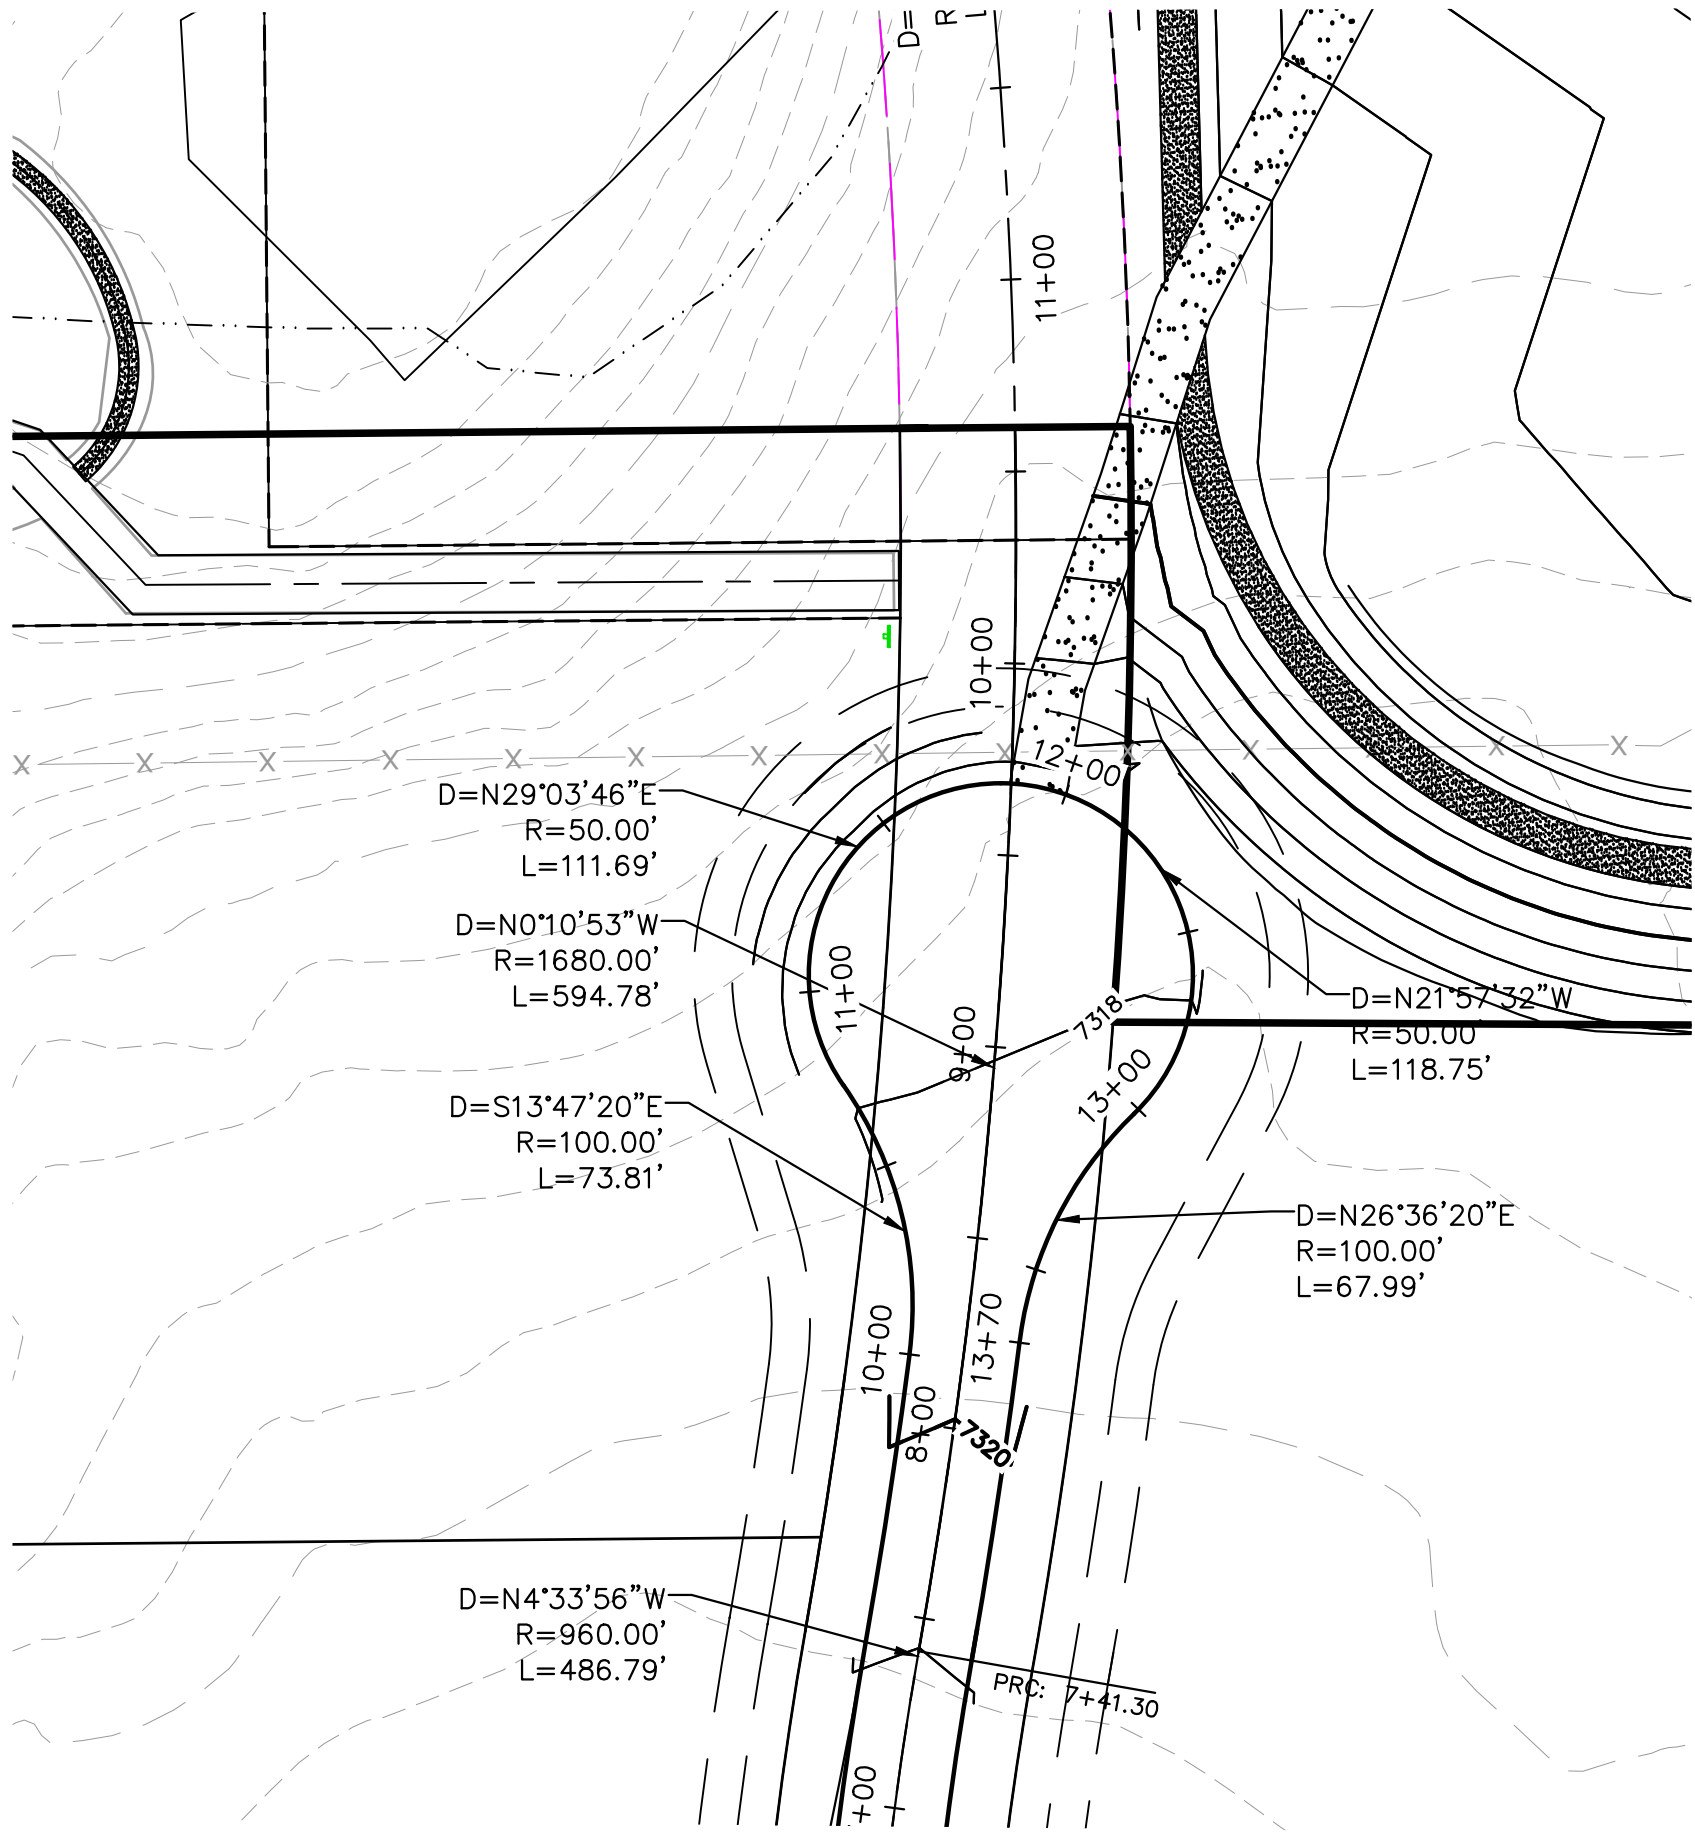 D=
R
L
11+00
10+00
12+00
D=N29°03'46"E
R=50.00'
L=111.69'
D=N0°10'53"W
R=1680.00'
L=594.78'
11+00
9+00
7318
13+00
D=N21°57'32"W
R=50.00'
L=118.75'
D=S13°47'20"E
R=100.00'
L=73.81'
D=N26°36'20"E
R=100.00'
L=67.99'
10+00
13+70
8+00
7320
D=N4°33'56"W
R=960.00'
L=486.79'
PRC: 7+41.30
+00
X X X X X X X X X X X X X